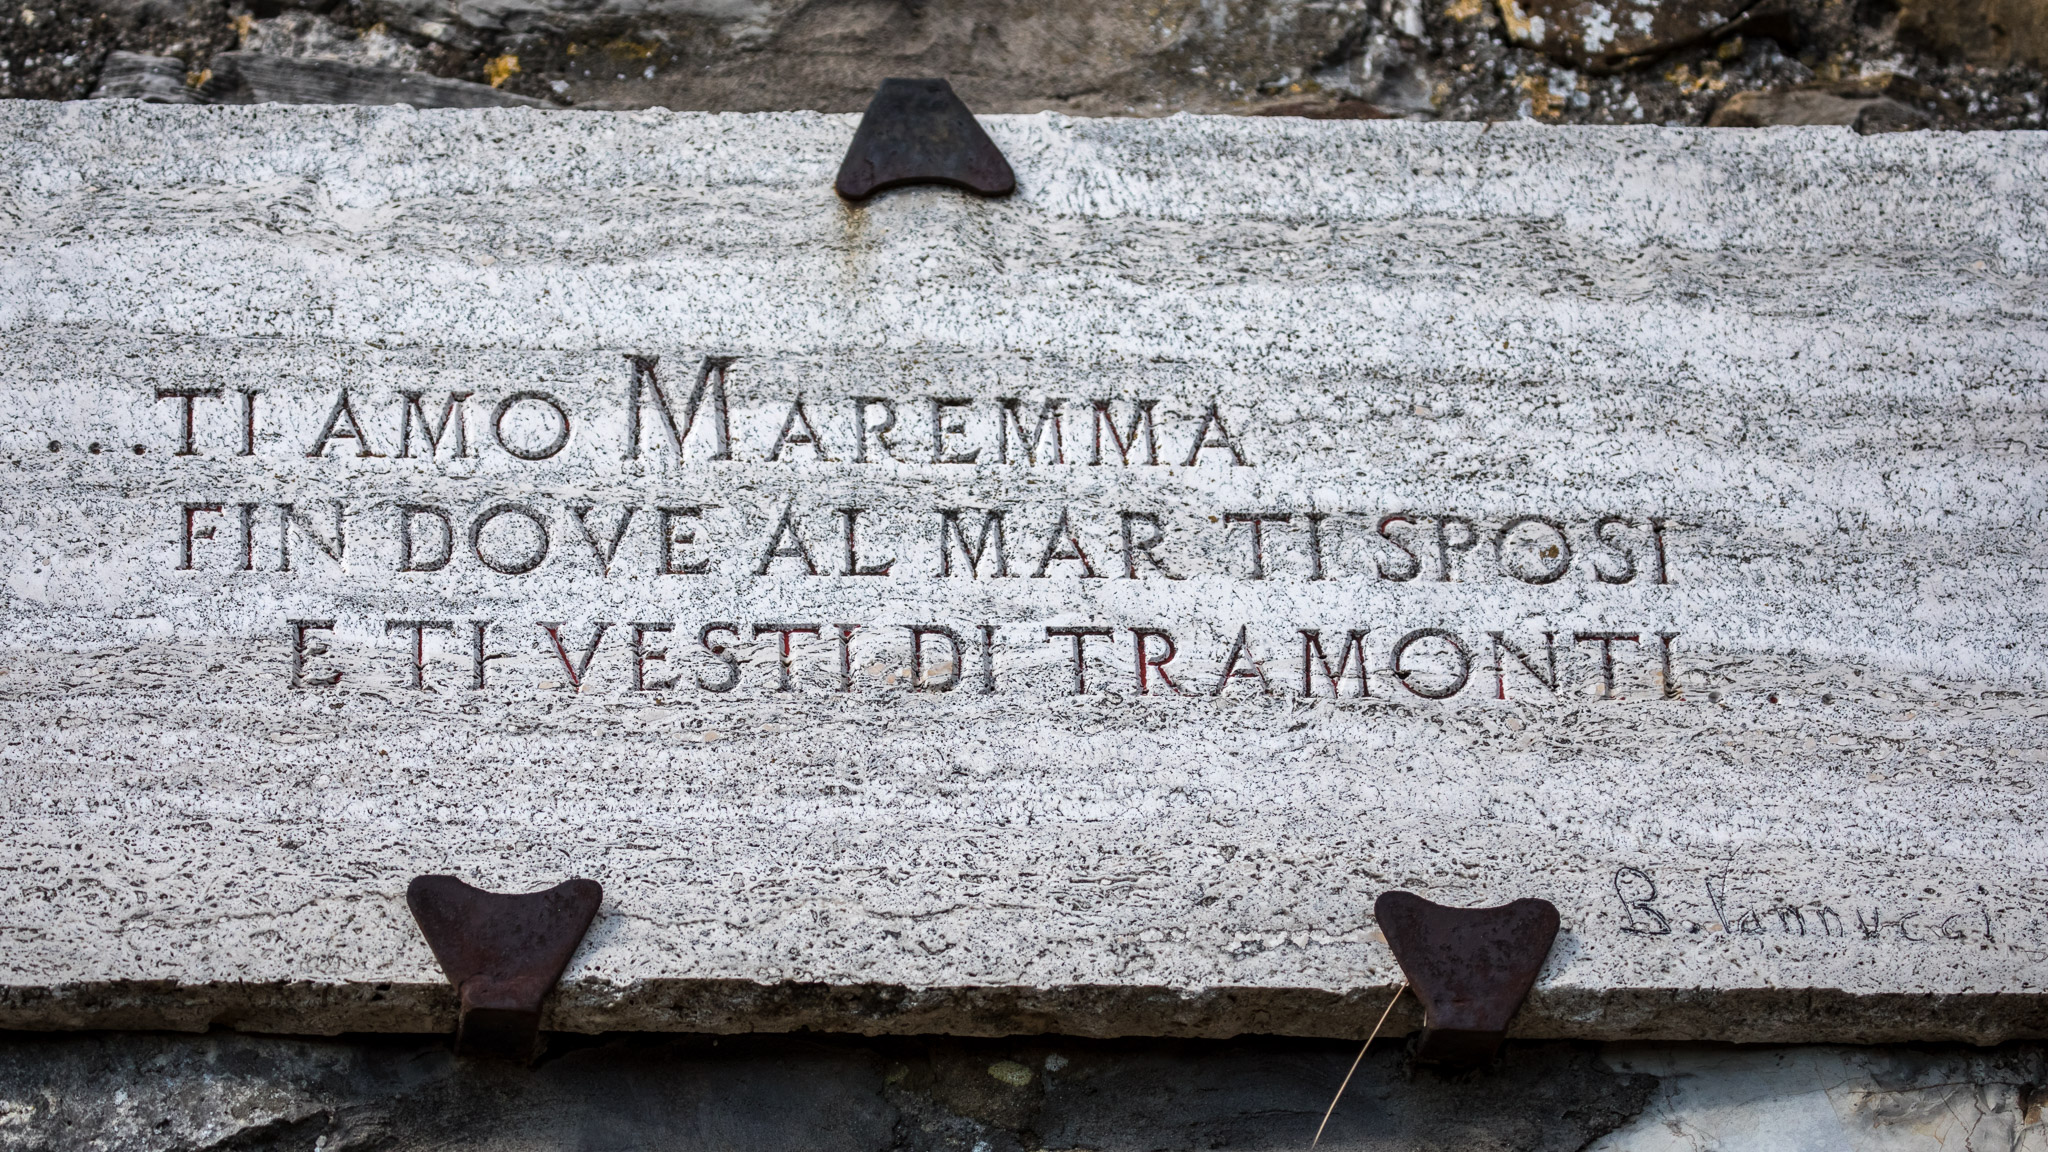 ....TI AMO MAREMMA
FIN DOVE AL MAR TI SPOSI
E TI VESTI DI TRAMONTI...
B. Vannucci